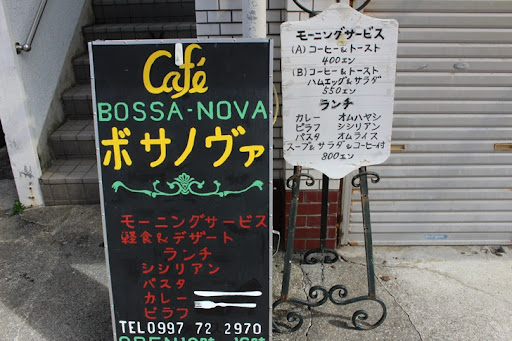 Café
BOSSA-NOVA
ボサノヴァ
モーニングサービス
軽食&デザート
ランチ
シシリアン
パスタ
カレー
ピラフ
TEL0997 72 2970
モーニングサービス
(A)コーヒー&トースト
400エン
(B)コーヒー&トースト
ハムエッグ&サラダ
550エン
ランチ
カレー オムハヤシ
ピラフ シシリアン
パスタ オムライス
スープ&サラダ&コーヒー付
800エン